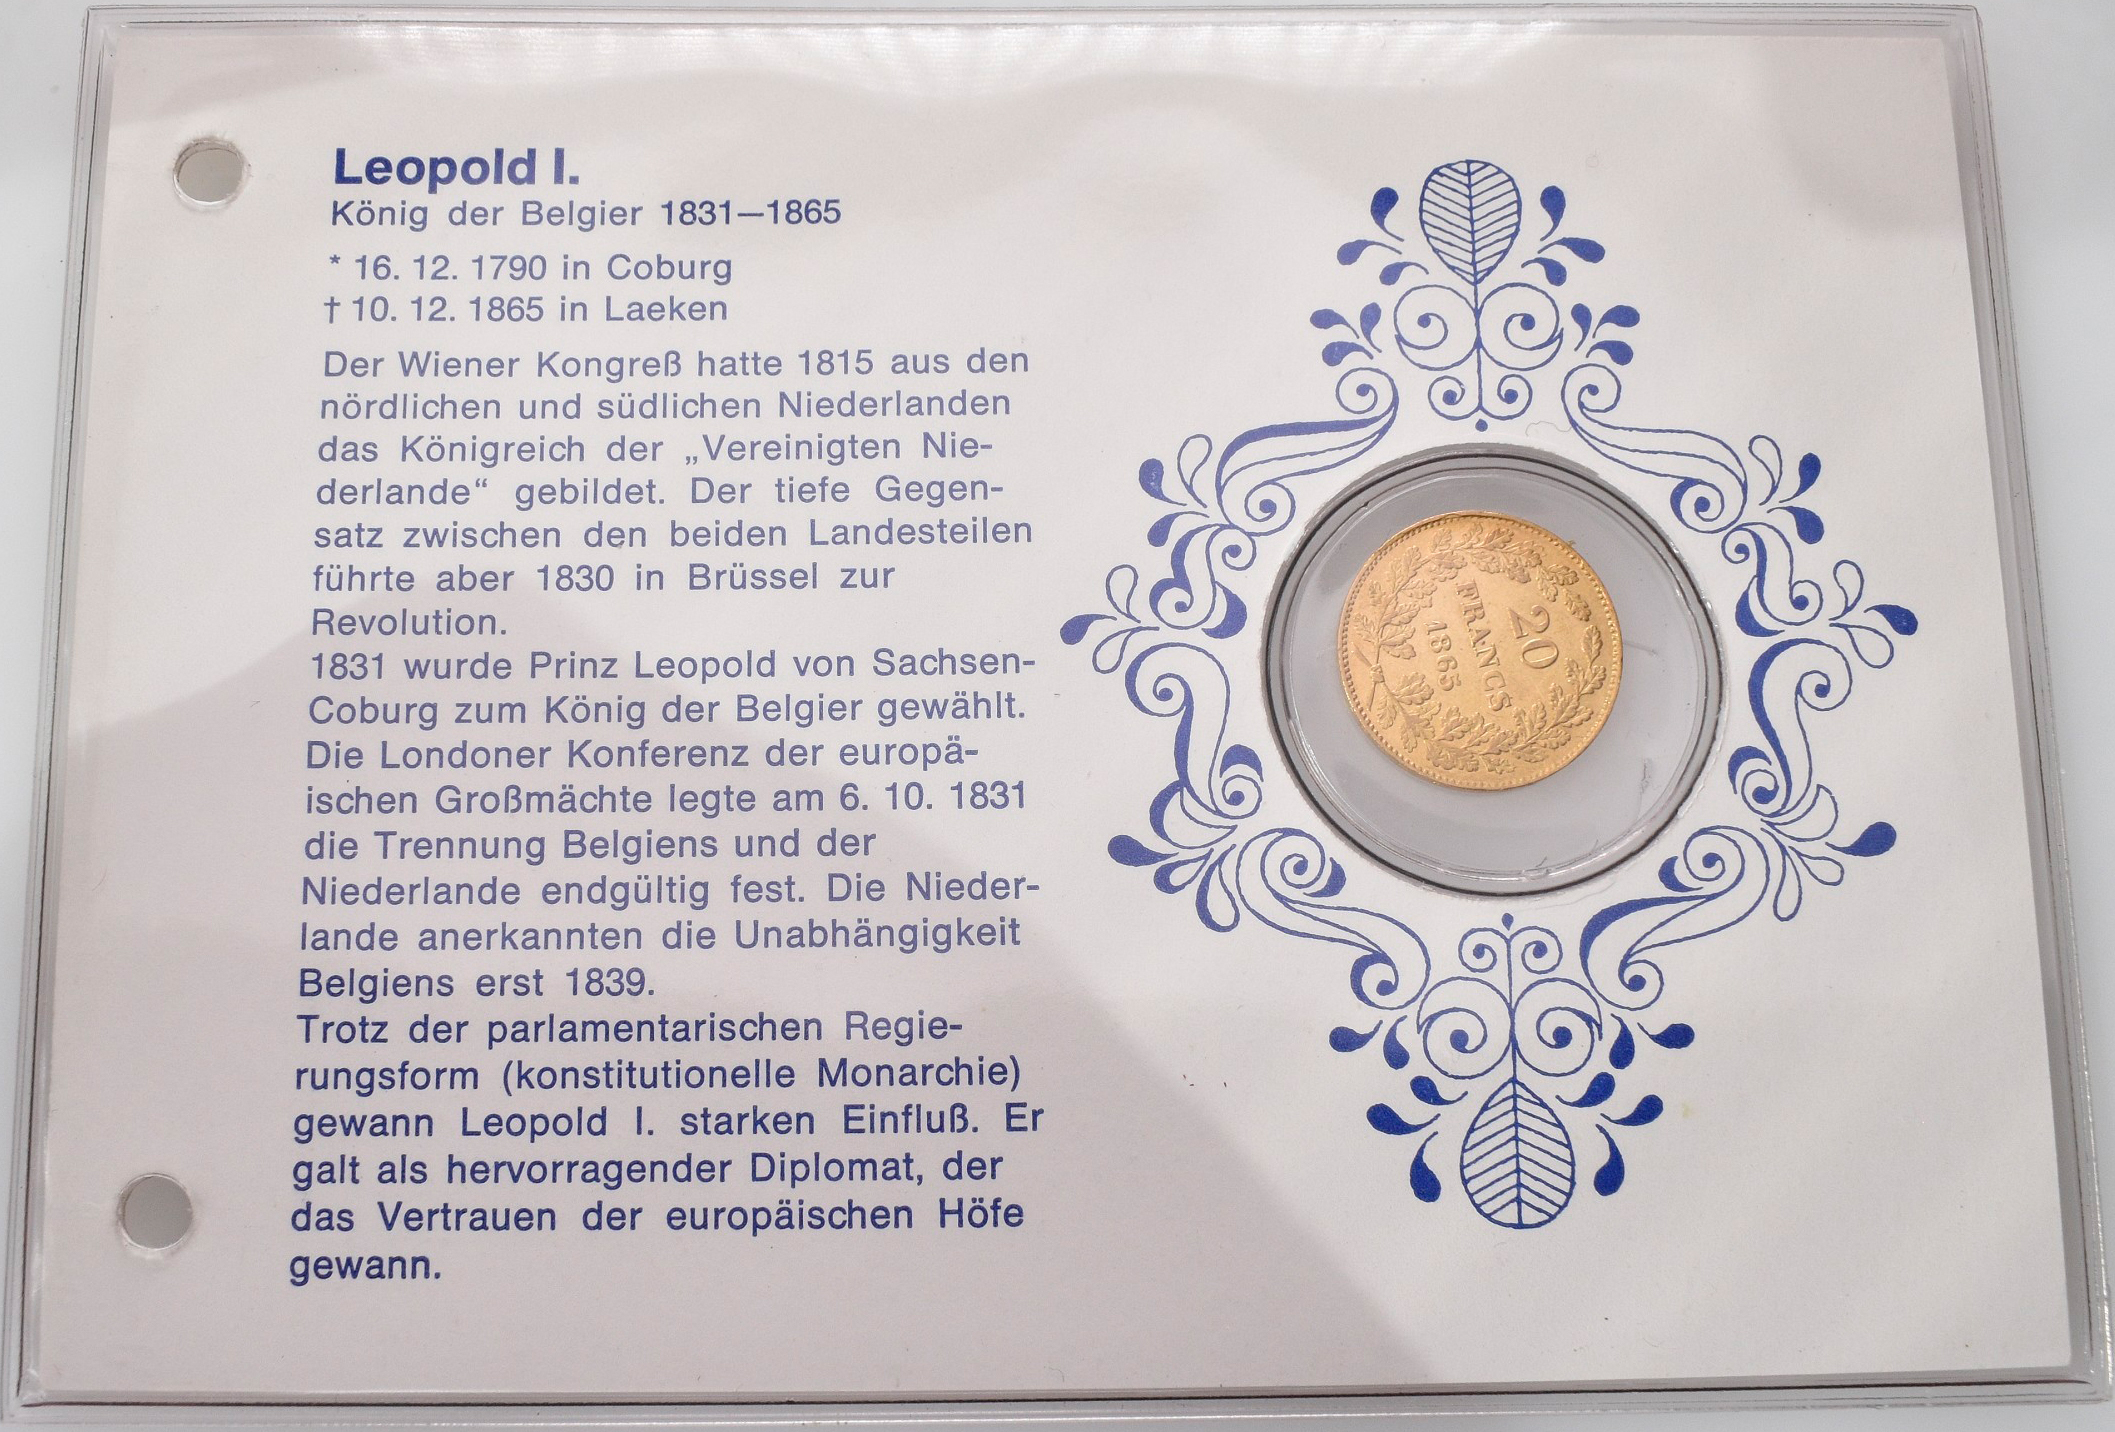 Leopold I.
König der Belgier 1831—1865
* 16. 12. 1790 in Coburg
† 10. 12. 1865 in Laeken
Der Wiener Kongreß hatte 1815 aus den
nördlichen und südlichen Niederlanden
das Königreich der „Vereinigten Nie-
derlande“ gebildet. Der tiefe Gegen-
satz zwischen den beiden Landesteilen
führte aber 1830 in Brüssel zur
Revolution.
1831 wurde Prinz Leopold von Sachsen-
Coburg zum König der Belgier gewählt.
Die Londoner Konferenz der europä-
ischen Großmächte legte am 6. 10. 1831
die Trennung Belgiens und der
Niederlande endgültig fest. Die Nieder-
lande anerkannten die Unabhängigkeit
Belgiens erst 1839.
Trotz der parlamentarischen Regie-
rungsform (konstitutionelle Monarchie)
gewann Leopold I. starken Einfluß. Er
galt als hervorragender Diplomat, der
das Vertrauen der europäischen Höfe
gewann.
20
FRANCS
1865